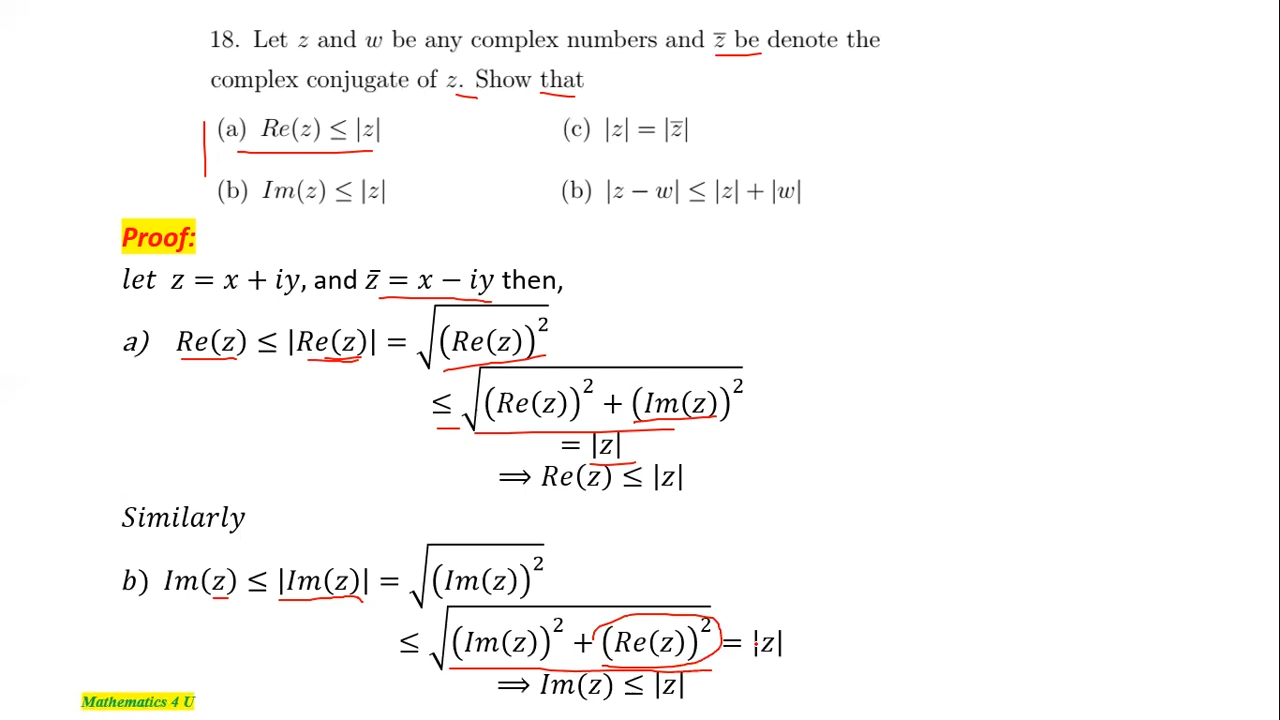 18. Let z and w be any complex numbers and z̅ be denote the
complex conjugate of z. Show that
(a) Re(z) ≤ |z|
(c) |z| = |z̅|
(b) Im(z) ≤ |z|
(b) |z − w| ≤ |z| + |w|
Proof:
let z = x + iy, and z̄ = x − iy then,
a) Re(z) ≤ |Re(z)| = √(Re(z))²
≤ √(Re(z))² + (Im(z))²
= |z|
⟹ Re(z) ≤ |z|
Similarly
b) Im(z) ≤ |Im(z)| = √(Im(z))²
≤ √(Im(z))² + (Re(z))² = |z|
⟹ Im(z) ≤ |z|
Mathematics 4 U